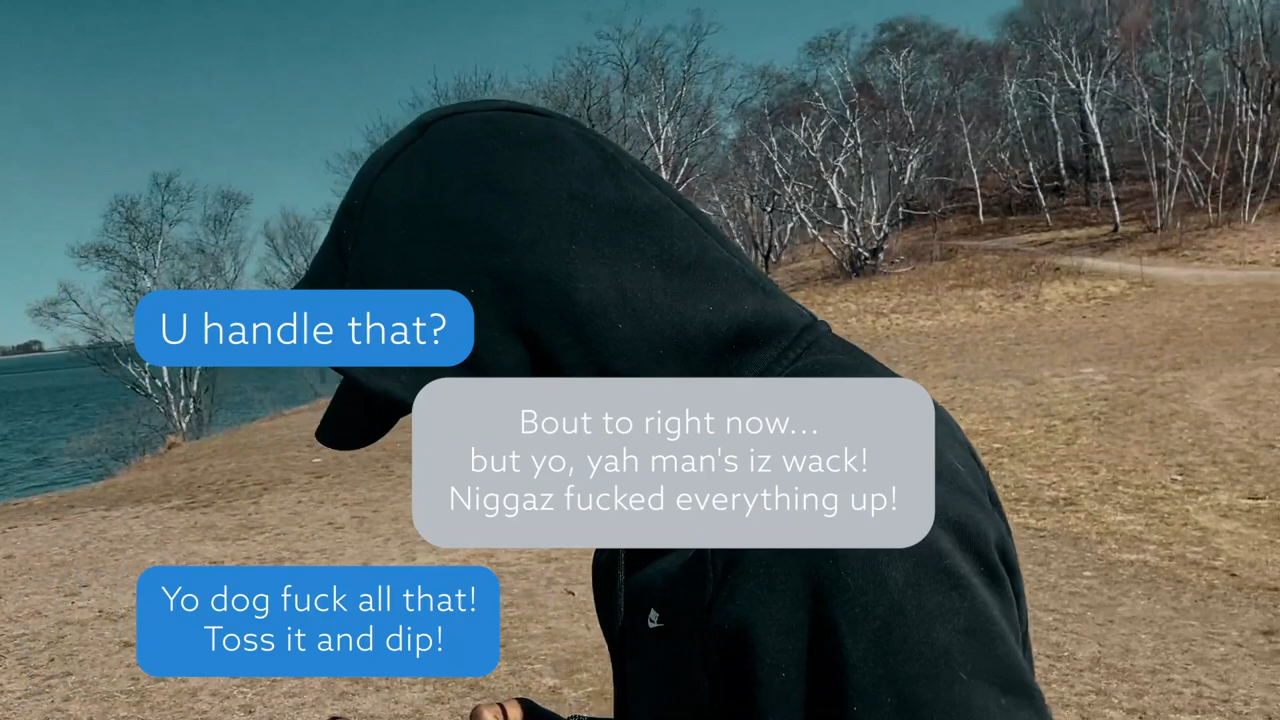 U handle that?
Bout to right now...
but yo, yah man's iz wack!
Niggaz fucked everything up!
Yo dog fuck all that!
Toss it and dip!